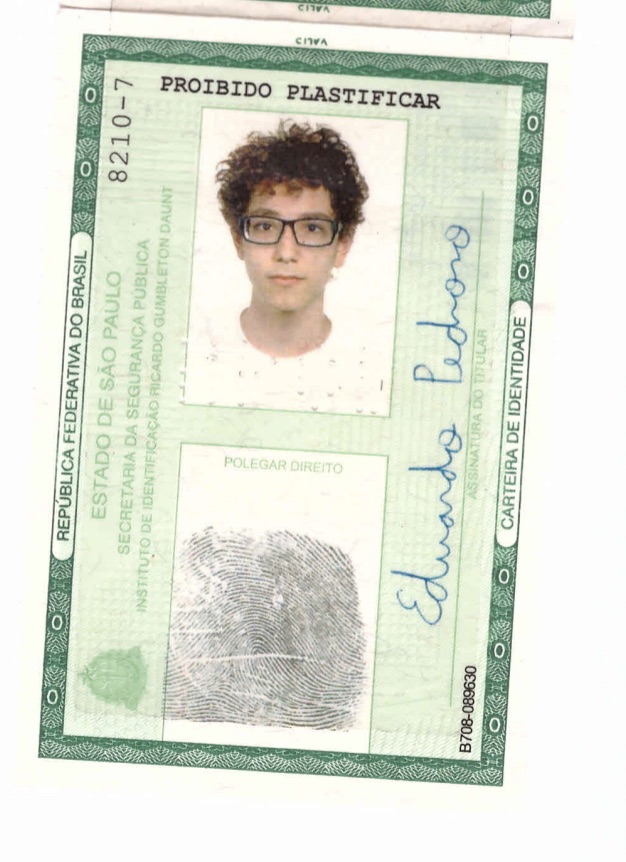 VALID
VALID
PROIBIDO PLASTIFICAR
8210-7
REPÚBLICA FEDERATIVA DO BRASIL
ESTADO DE SÃO PAULO
SECRETARIA DA SEGURANÇA PÚBLICA
INSTITUTO DE IDENTIFICAÇÃO RICARDO GUMBLETON DAUNT
POLEGAR DIREITO
Eduardo Pedroso
ASSINATURA DO TITULAR
CARTEIRA DE IDENTIDADE
B708-089630